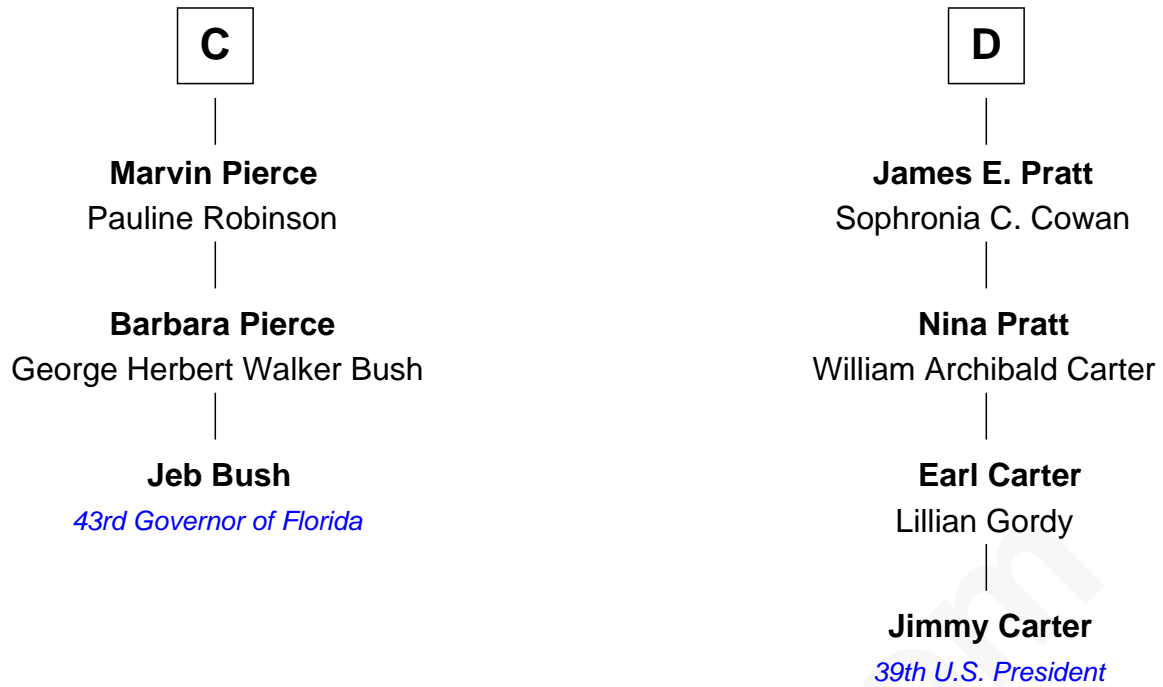 C
Marvin Pierce
Pauline Robinson
Barbara Pierce
George Herbert Walker Bush
Jeb Bush
43rd Governor of Florida
D
James E. Pratt
Sophronia C. Cowan
Nina Pratt
William Archibald Carter
Earl Carter
Lillian Gordy
Jimmy Carter
39th U.S. President